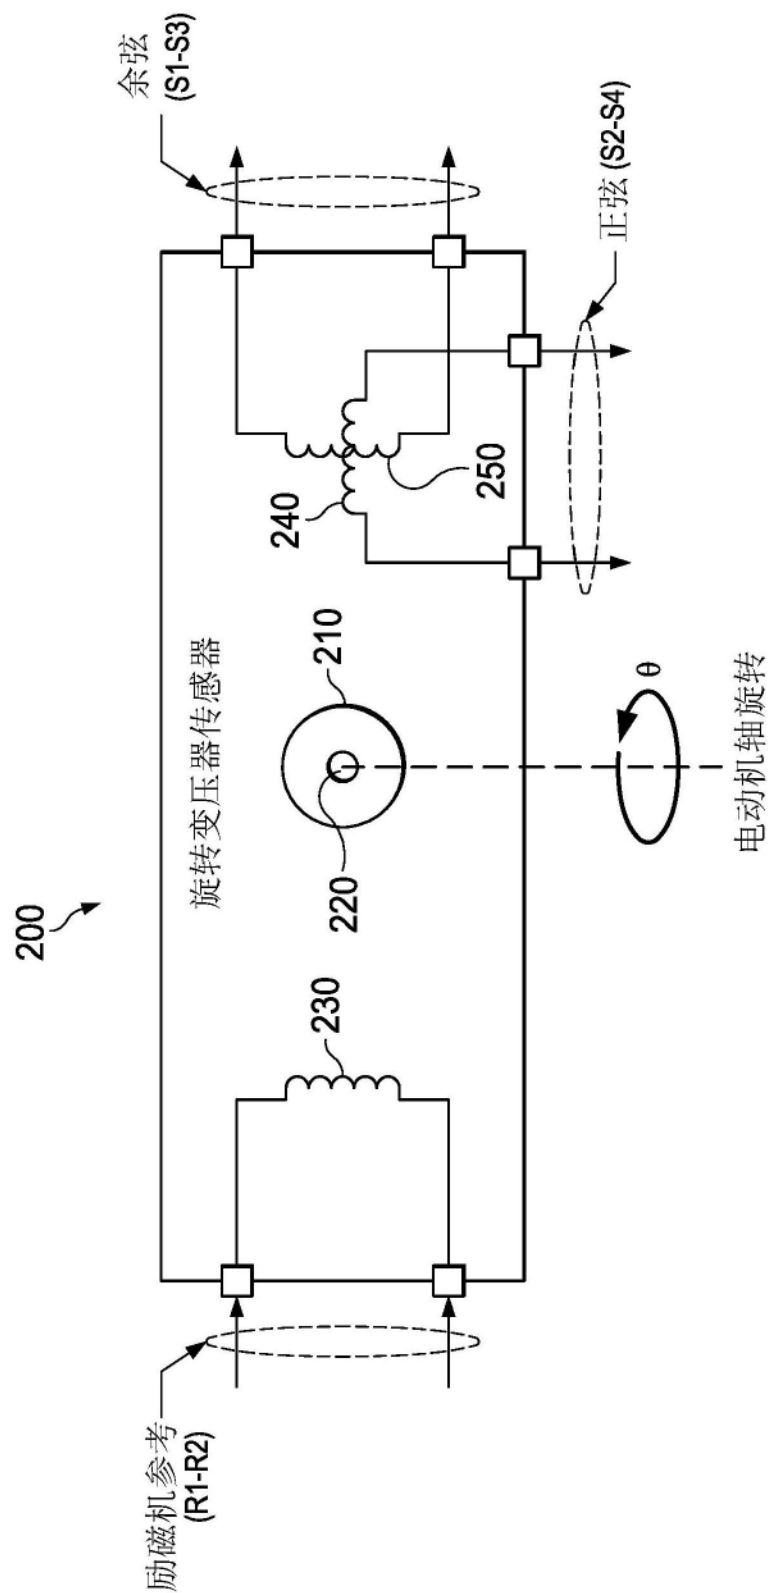 200
旋转变压器传感器
励磁机参考
(R1-R2)
余弦
(S1-S3)
230
220
210
240
250
正弦 (S2-S4)
θ
电动机轴旋转